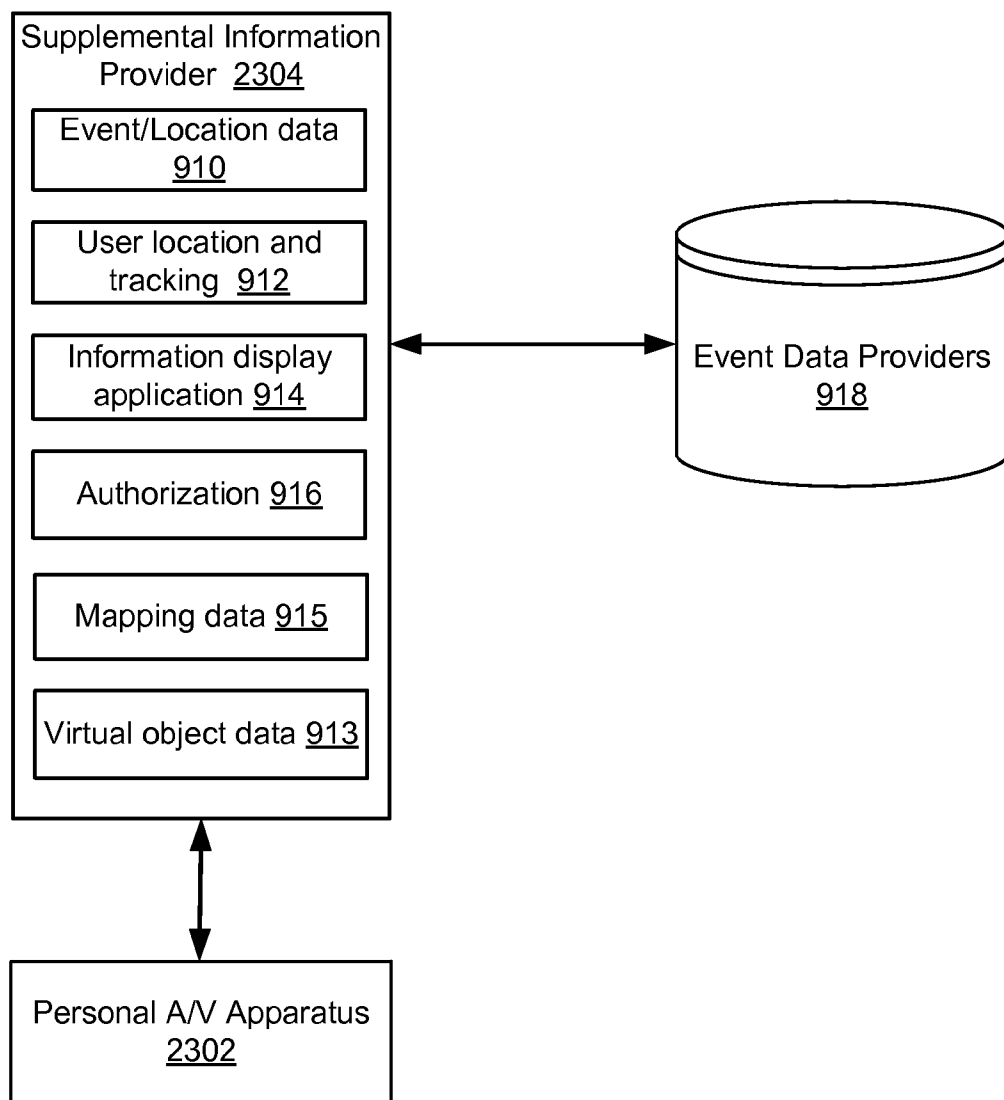 Supplemental Information
Provider 2304
Event/Location data
910
User location and
tracking 912
Information display
application 914
Authorization 916
Mapping data 915
Virtual object data 913
Event Data Providers
918
Personal A/V Apparatus
2302